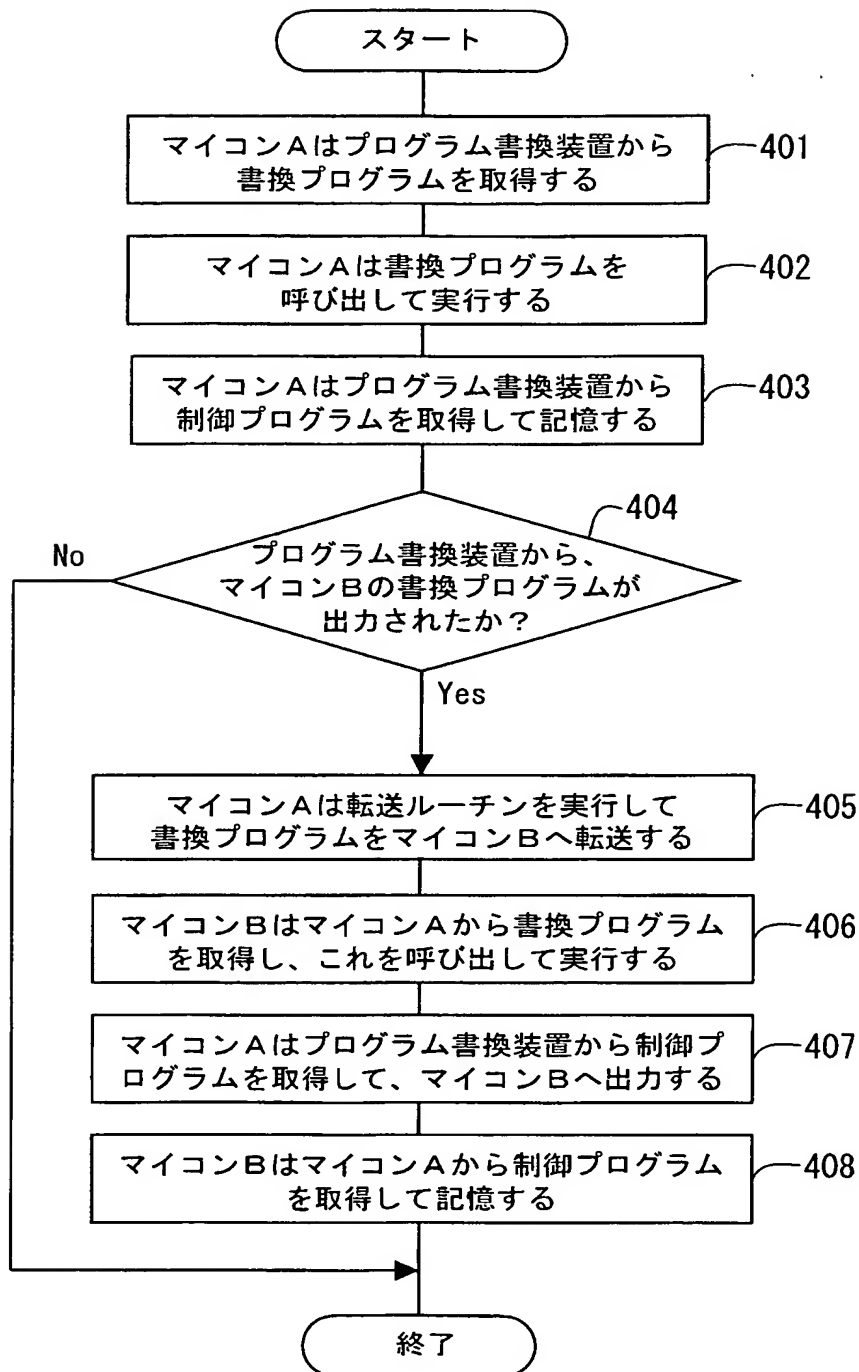 スタート
マイコンAはプログラム書換装置から
書換プログラムを取得する
401
マイコンAは書換プログラムを
呼び出して実行する
402
マイコンAはプログラム書換装置から
制御プログラムを取得して記憶する
403
404
プログラム書換装置から、
マイコンBの書換プログラムが
出力されたか？
No
Yes
マイコンAは転送ルーチンを実行して
書換プログラムをマイコンBへ転送する
405
マイコンBはマイコンAから書換プログラム
を取得し、これを呼び出して実行する
406
マイコンAはプログラム書換装置から制御プ
ログラムを取得して、マイコンBへ出力する
407
マイコンBはマイコンAから制御プログラム
を取得して記憶する
408
終了